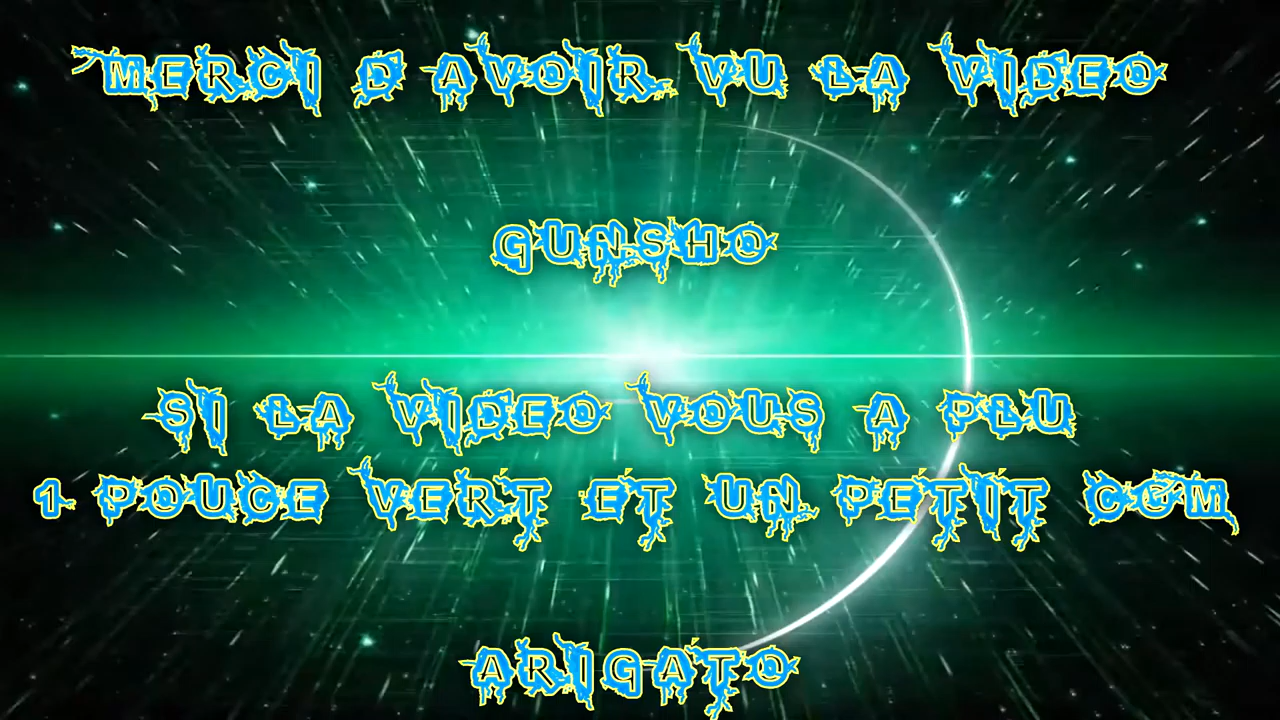 MERCI D AVOIR VU LA VIDEO
GUNSHO
SI LA VIDEO VOUS A PLU
1 POUCE VERT ET UN PETIT COM
ARIGATO